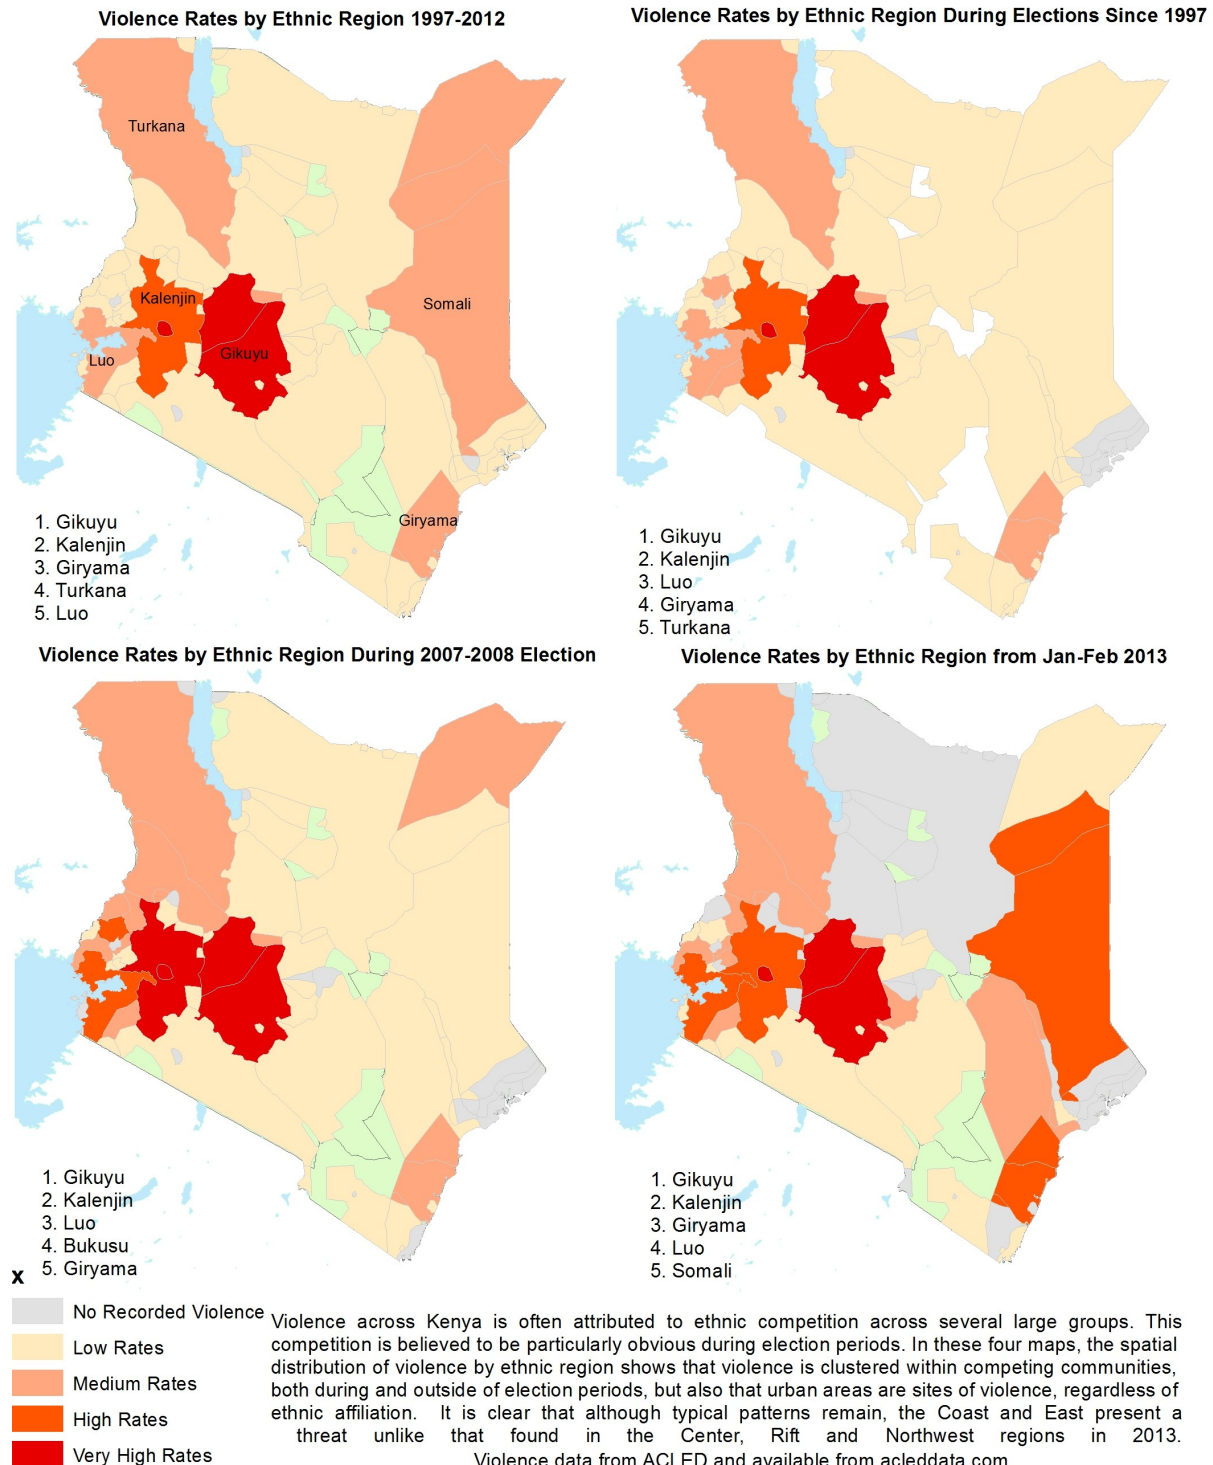 Violence Rates by Ethnic Region 1997-2012
Turkana
Kalenjin
Somali
Luo
Gikuyu
Giryama
1. Gikuyu
2. Kalenjin
3. Giryama
4. Turkana
5. Luo
Violence Rates by Ethnic Region During Elections Since 1997
1. Gikuyu
2. Kalenjin
3. Luo
4. Giryama
5. Turkana
Violence Rates by Ethnic Region During 2007-2008 Election
1. Gikuyu
2. Kalenjin
3. Luo
4. Bukusu
5. Giryama
Violence Rates by Ethnic Region from Jan-Feb 2013
1. Gikuyu
2. Kalenjin
3. Giryama
4. Luo
5. Somali
x
No Recorded Violence
Low Rates
Medium Rates
High Rates
Very High Rates
Violence across Kenya is often attributed to ethnic competition across several large groups. This
competition is believed to be particularly obvious during election periods. In these four maps, the spatial
distribution of violence by ethnic region shows that violence is clustered within competing communities,
both during and outside of election periods, but also that urban areas are sites of violence, regardless of
ethnic affiliation. It is clear that although typical patterns remain, the Coast and East present a
threat unlike that found in the Center, Rift and Northwest regions in 2013.
Violence data from ACLED and available from acleddata.com